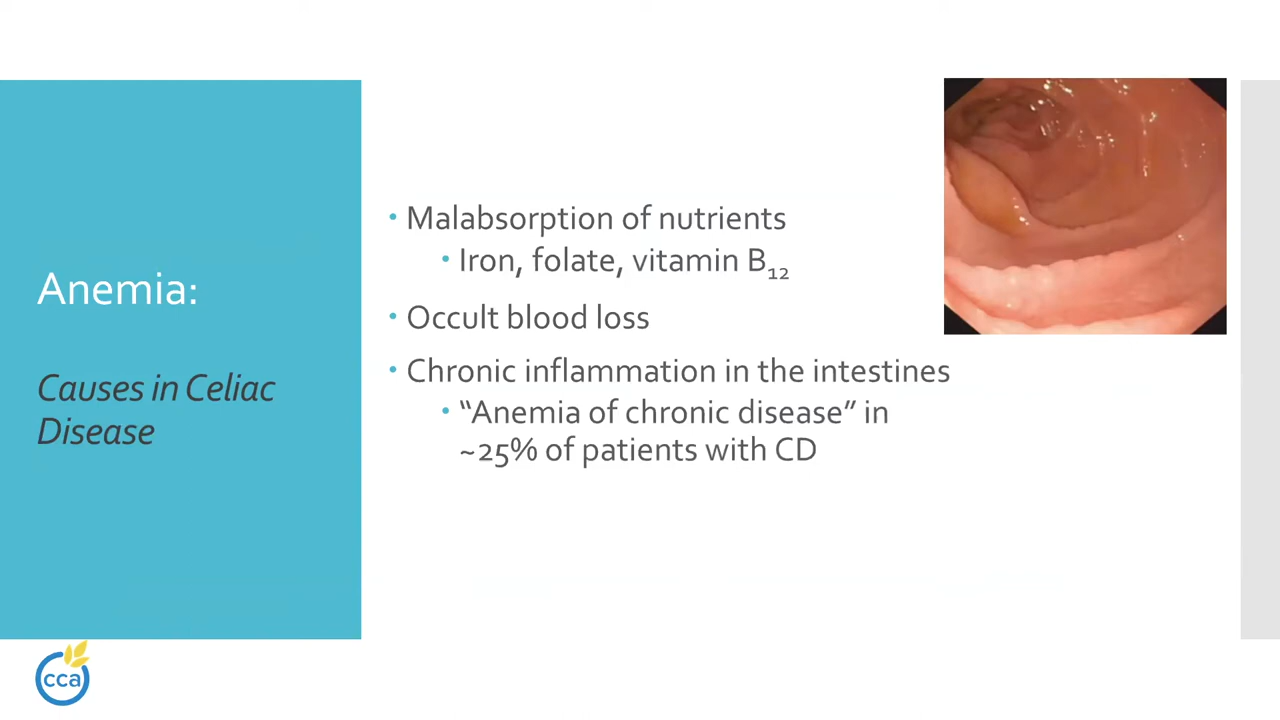 Anemia:
Causes in Celiac
Disease
• Malabsorption of nutrients
• Iron, folate, vitamin B₁₂
• Occult blood loss
• Chronic inflammation in the intestines
• “Anemia of chronic disease” in
~25% of patients with CD
cca